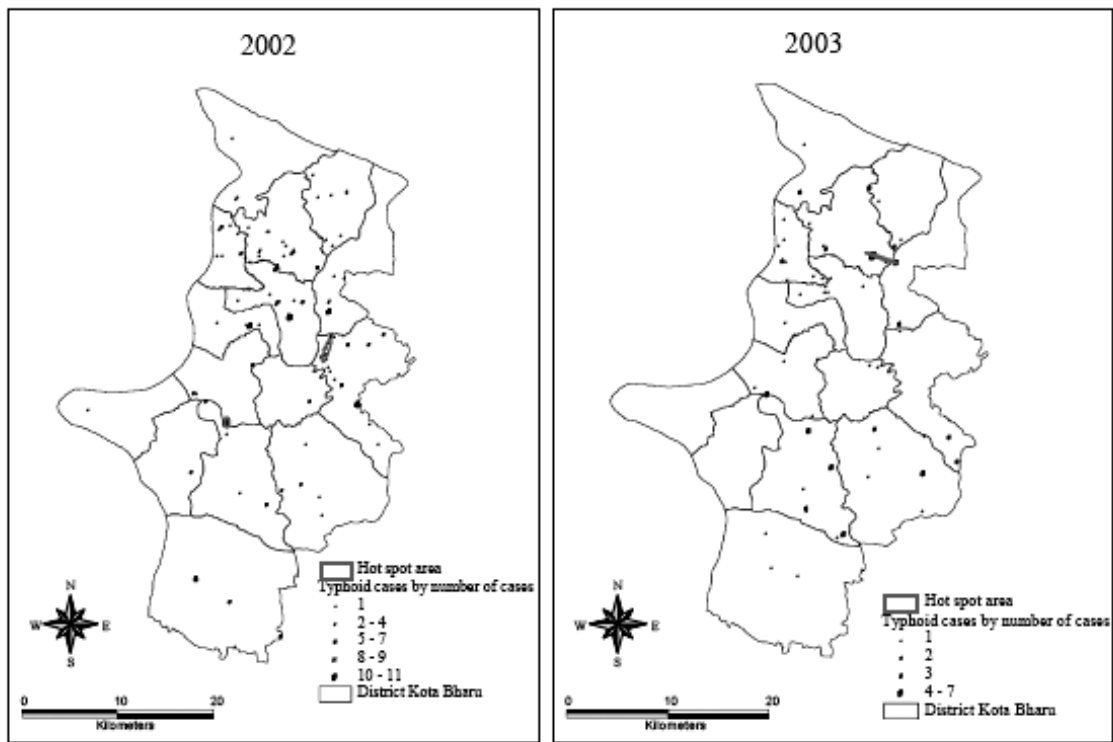 2002
Hot spot area
Typhoid cases by number of cases
1
2 - 4
5 - 7
8 - 9
10 - 11
District Kota Bharu
N
W E
S
0 10 20
Kilometers
2003
Hot spot area
Typhoid cases by number of cases
1
2
3
4 - 7
District Kota Bharu
N
W E
S
0 10 20
Kilometers